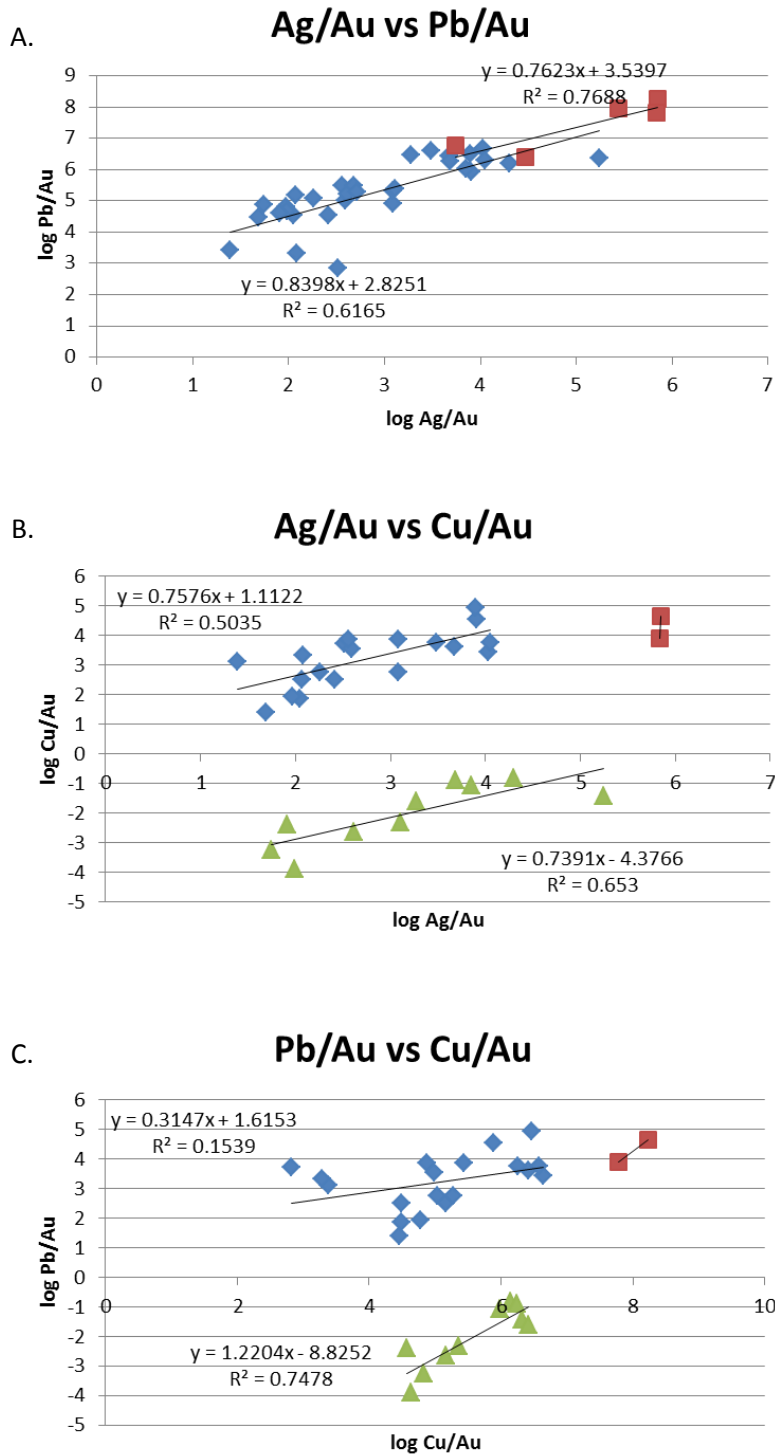 A.
Ag/Au vs Pb/Au
y = 0.7623x + 3.5397
R² = 0.7688
9
8
7
6
5
4
3
2
1
0
log Pb/Au
y = 0.8398x + 2.8251
R² = 0.6165
0 1 2 3 4 5 6 7
log Ag/Au
B.
Ag/Au vs Cu/Au
y = 0.7576x + 1.1122
R² = 0.5035
6
5
4
3
2
1
0
-1
-2
-3
-4
-5
log Cu/Au
0 1 2 3 4 5 6 7
y = 0.7391x - 4.3766
R² = 0.653
log Ag/Au
C.
Pb/Au vs Cu/Au
y = 0.3147x + 1.6153
R² = 0.1539
6
5
4
3
2
1
0
-1
-2
-3
-4
-5
log Pb/Au
0 2 4 6 8 10
y = 1.2204x - 8.8252
R² = 0.7478
log Cu/Au